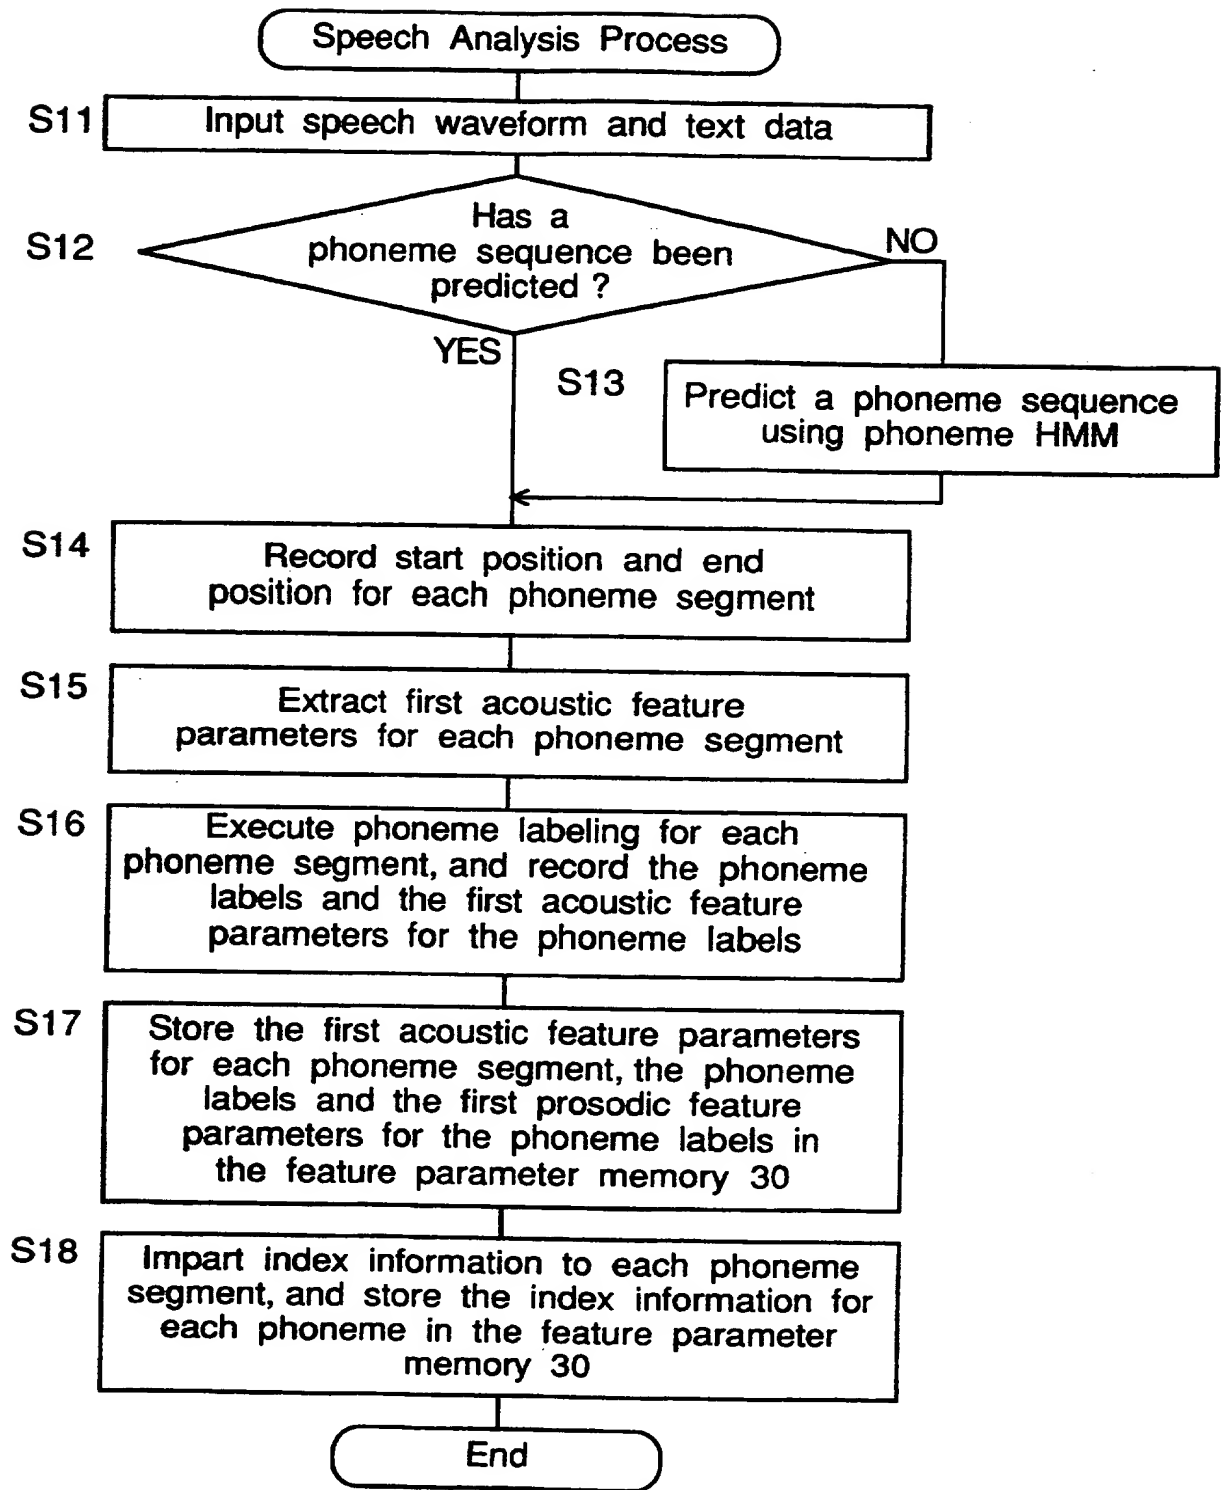 Speech Analysis Process
S11
Input speech waveform and text data
S12
Has a
phoneme sequence been
predicted ?
NO
YES
S13
Predict a phoneme sequence
using phoneme HMM
S14
Record start position and end
position for each phoneme segment
S15
Extract first acoustic feature
parameters for each phoneme segment
S16
Execute phoneme labeling for each
phoneme segment, and record the phoneme
labels and the first acoustic feature
parameters for the phoneme labels
S17
Store the first acoustic feature parameters
for each phoneme segment, the phoneme
labels and the first prosodic feature
parameters for the phoneme labels in
the feature parameter memory 30
S18
Impart index information to each phoneme
segment, and store the index information for
each phoneme in the feature parameter
memory 30
End